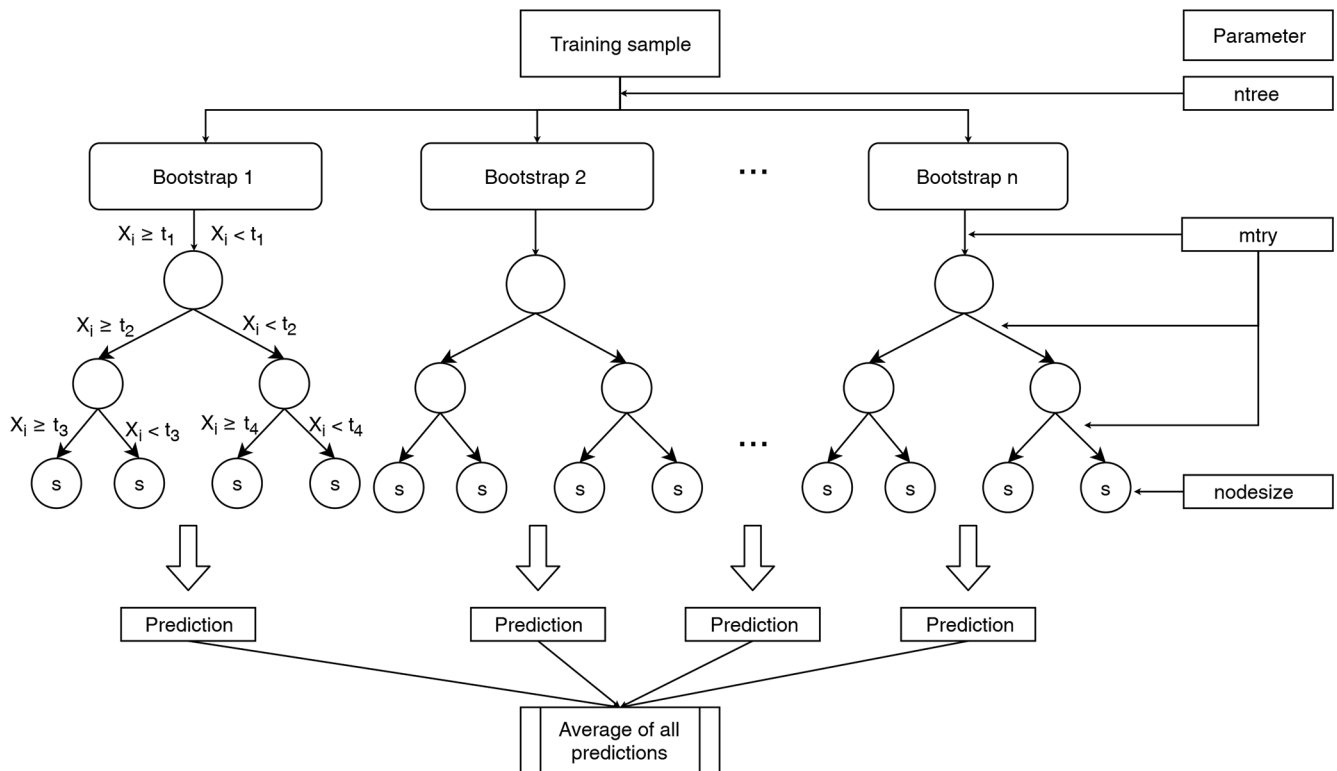 Training sample
Parameter
ntree
Bootstrap 1
Bootstrap 2
...
Bootstrap n
Xi ≥ t1
Xi < t1
mtry
Xi ≥ t2
Xi < t2
Xi ≥ t3
Xi < t3
Xi ≥ t4
Xi < t4
...
s
s
s
s
s
s
s
s
s
s
s
s
nodesize
Prediction
Prediction
Prediction
Prediction
Average of all
predictions